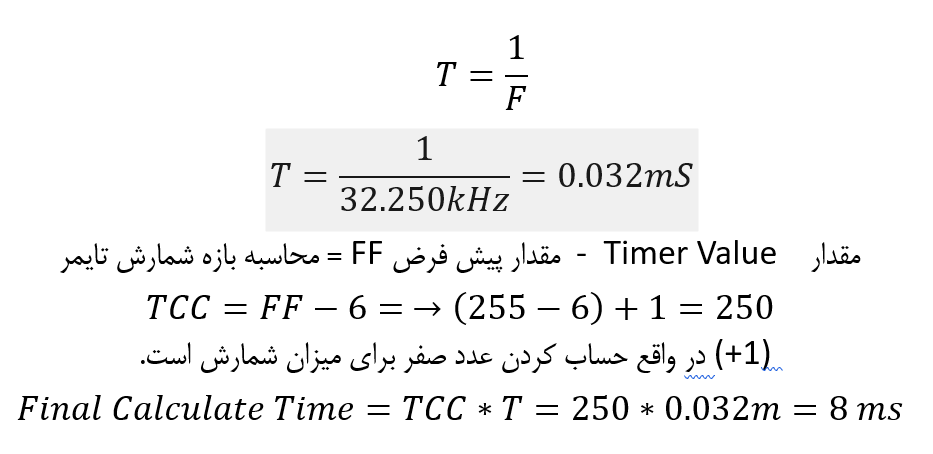 T = 1/F
T = 1/32.250kHz = 0.032mS
مقدار Timer Value - مقدار پیش فرض FF = محاسبه بازه شمارش تایمر
TCC = FF − 6 = → (255 − 6) + 1 = 250
(+1) در واقع حساب کردن عدد صفر برای میزان شمارش است.
Final Calculate Time = TCC * T = 250 * 0.032m = 8 ms